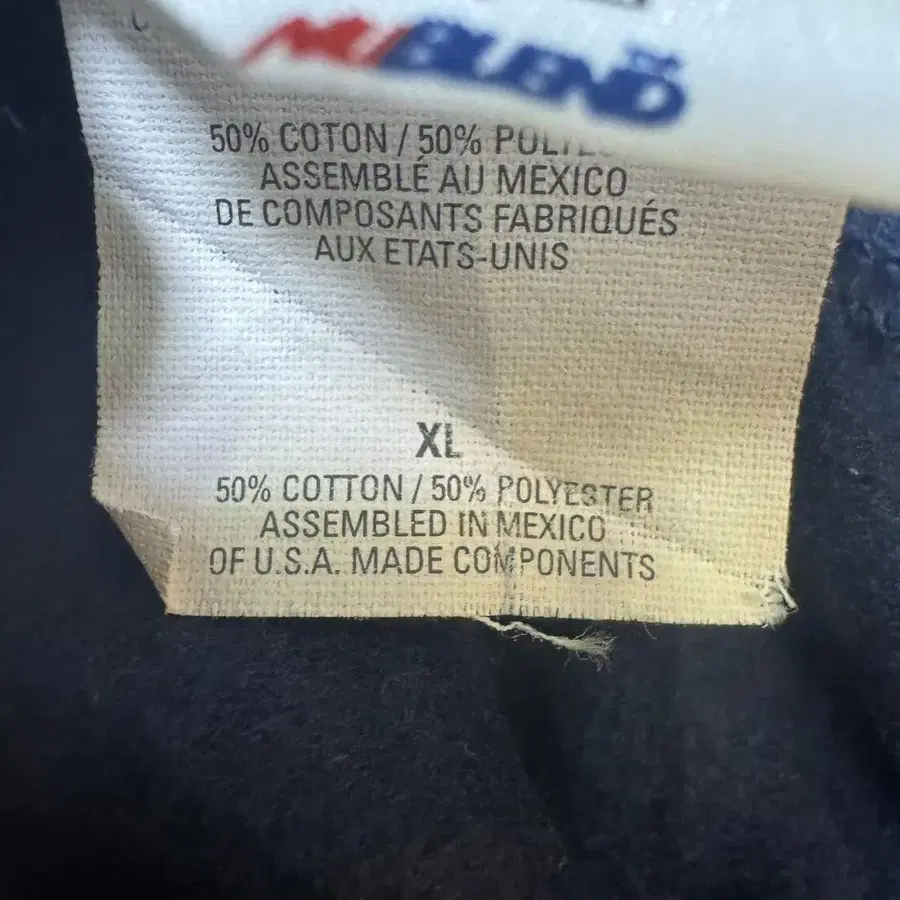 NUBLEND
50% COTON / 50%
ASSEMBLÉ AU MEXICO
DE COMPOSANTS FABRIQUÉS
AUX ETATS-UNIS
XL
50% COTTON / 50% POLYESTER
ASSEMBLED IN MEXICO
OF U.S.A. MADE COMPONENTS